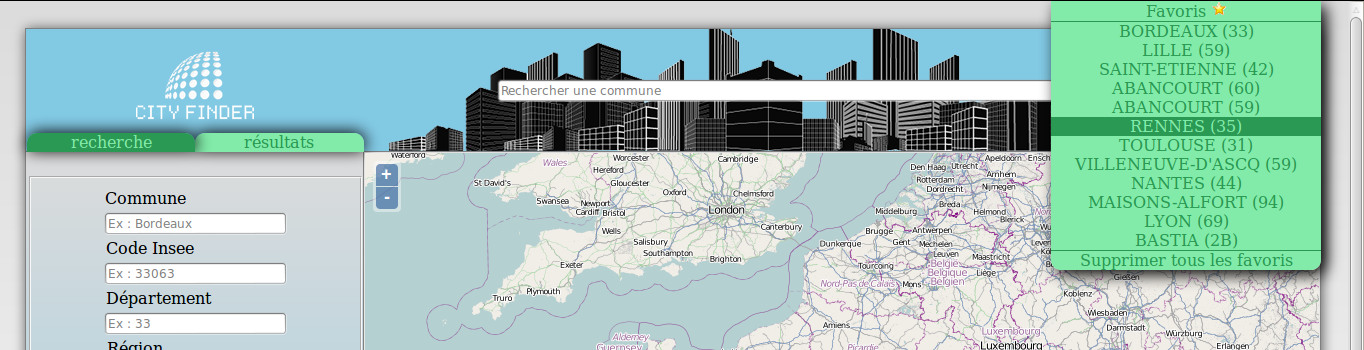 Favoris
BORDEAUX (33)
LILLE (59)
SAINT-ETIENNE (42)
ABANCOURT (60)
ABANCOURT (59)
RENNES (35)
TOULOUSE (31)
VILLENEUVE-D'ASCQ (59)
NANTES (44)
MAISONS-ALFORT (94)
LYON (69)
BASTIA (2B)
Supprimer tous les favoris
CITY FINDER
Rechercher une commune
recherche
résultats
Commune
Ex : Bordeaux
Code Insee
Ex : 33063
Département
Ex : 33
Région
+
-
Waterford
Wales
Worcester
Cambridge
Hereford
St David's
Gloucester
Oxford
Chelmsford
Swansea
Newport
Cardiff
Bristol
London
Wells
Canterbury
Salisbury
Southampton
Brighton
Exeter
Plymouth
Truro
Alderney
Guernsey
Den Haag
Utrecht
Apeldoorn
Rotterdam
Arnhem
Dordrecht
Nijmegen
Breda
Middelburg
Helmond
Blerick
Brugge
Antwerpen
Dunkerque
Gent
Mechelen
Leuven
Maastricht
Tourcoing
België
Belgique
Belgien
Liège
Nord-Pas de Calais
Mons
Gießen
Koblenz
Wiesbaden
Darmstadt
Amiens
Würzburg
Luxembourg
Luxembourg
Picardie
Erlangen